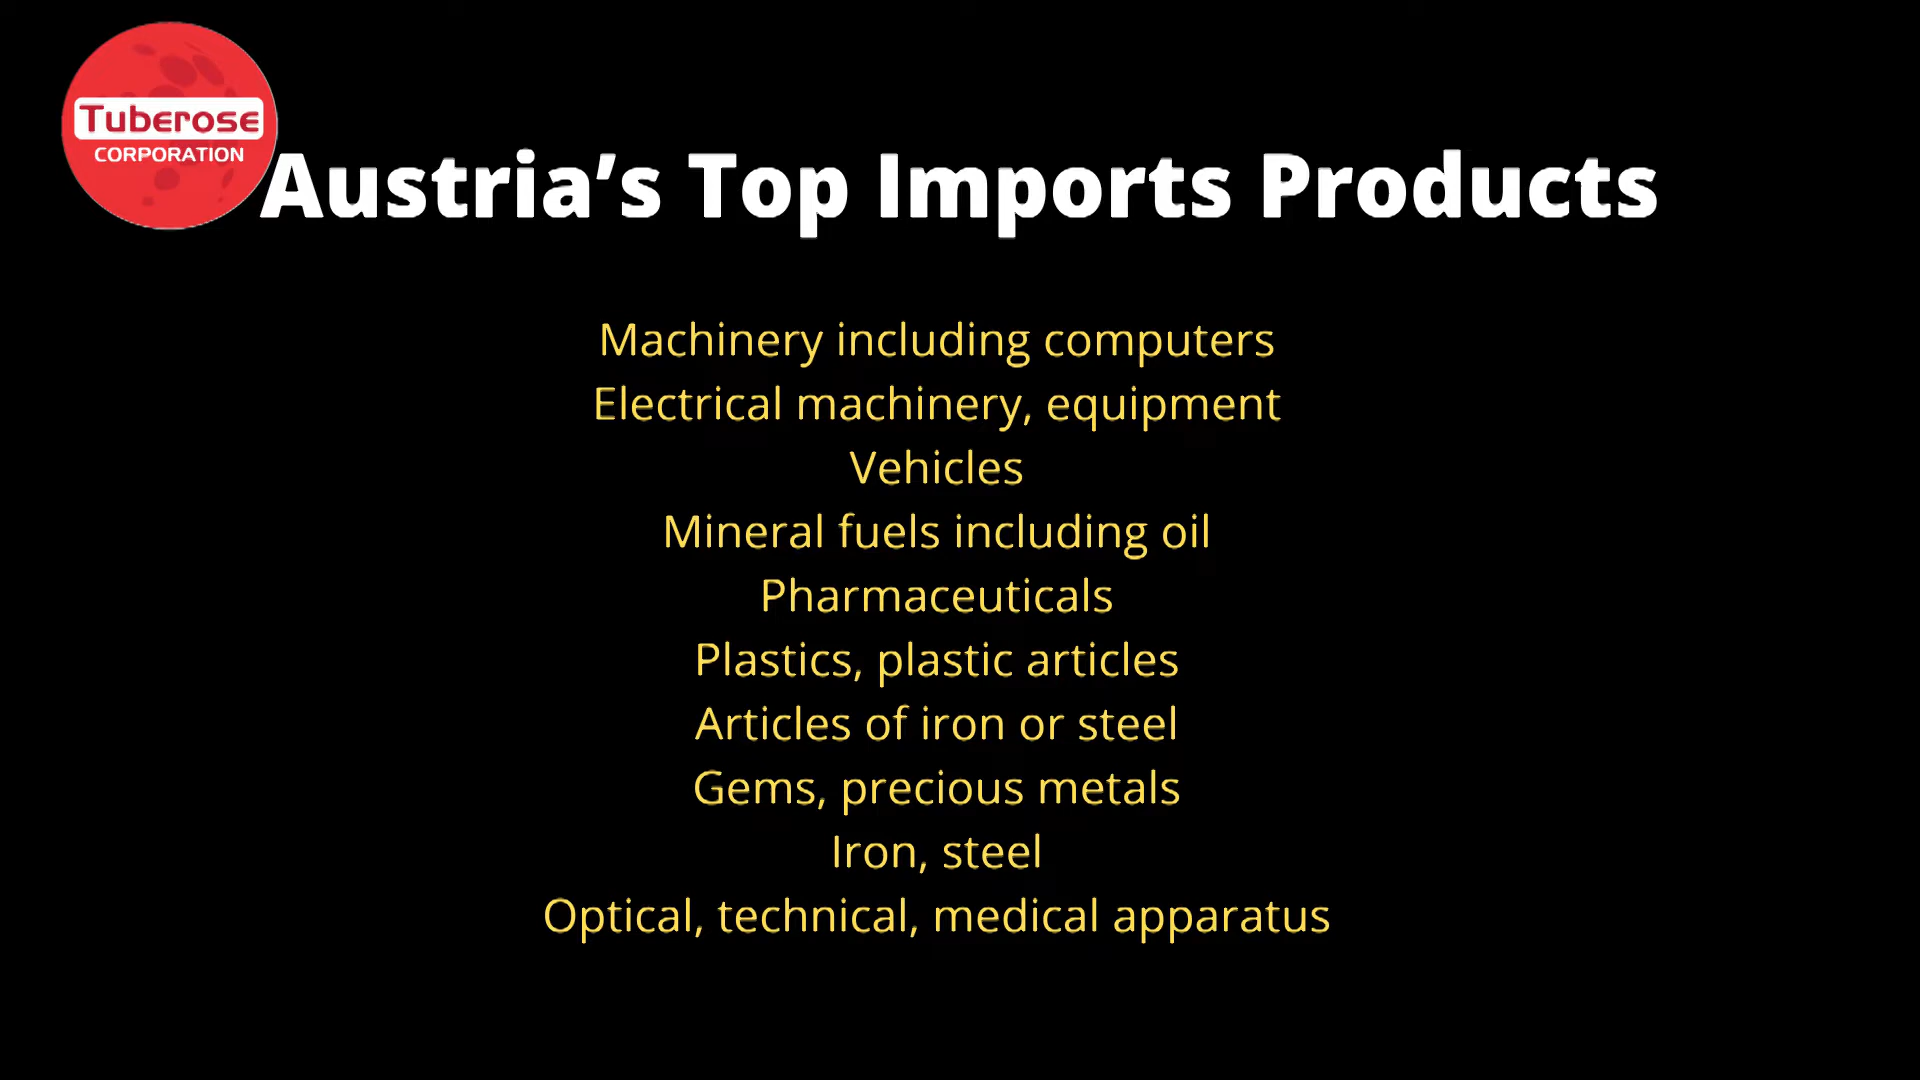 Tuberose
CORPORATION
Austria’s Top Imports Products
Machinery including computers
Electrical machinery, equipment
Vehicles
Mineral fuels including oil
Pharmaceuticals
Plastics, plastic articles
Articles of iron or steel
Gems, precious metals
Iron, steel
Optical, technical, medical apparatus